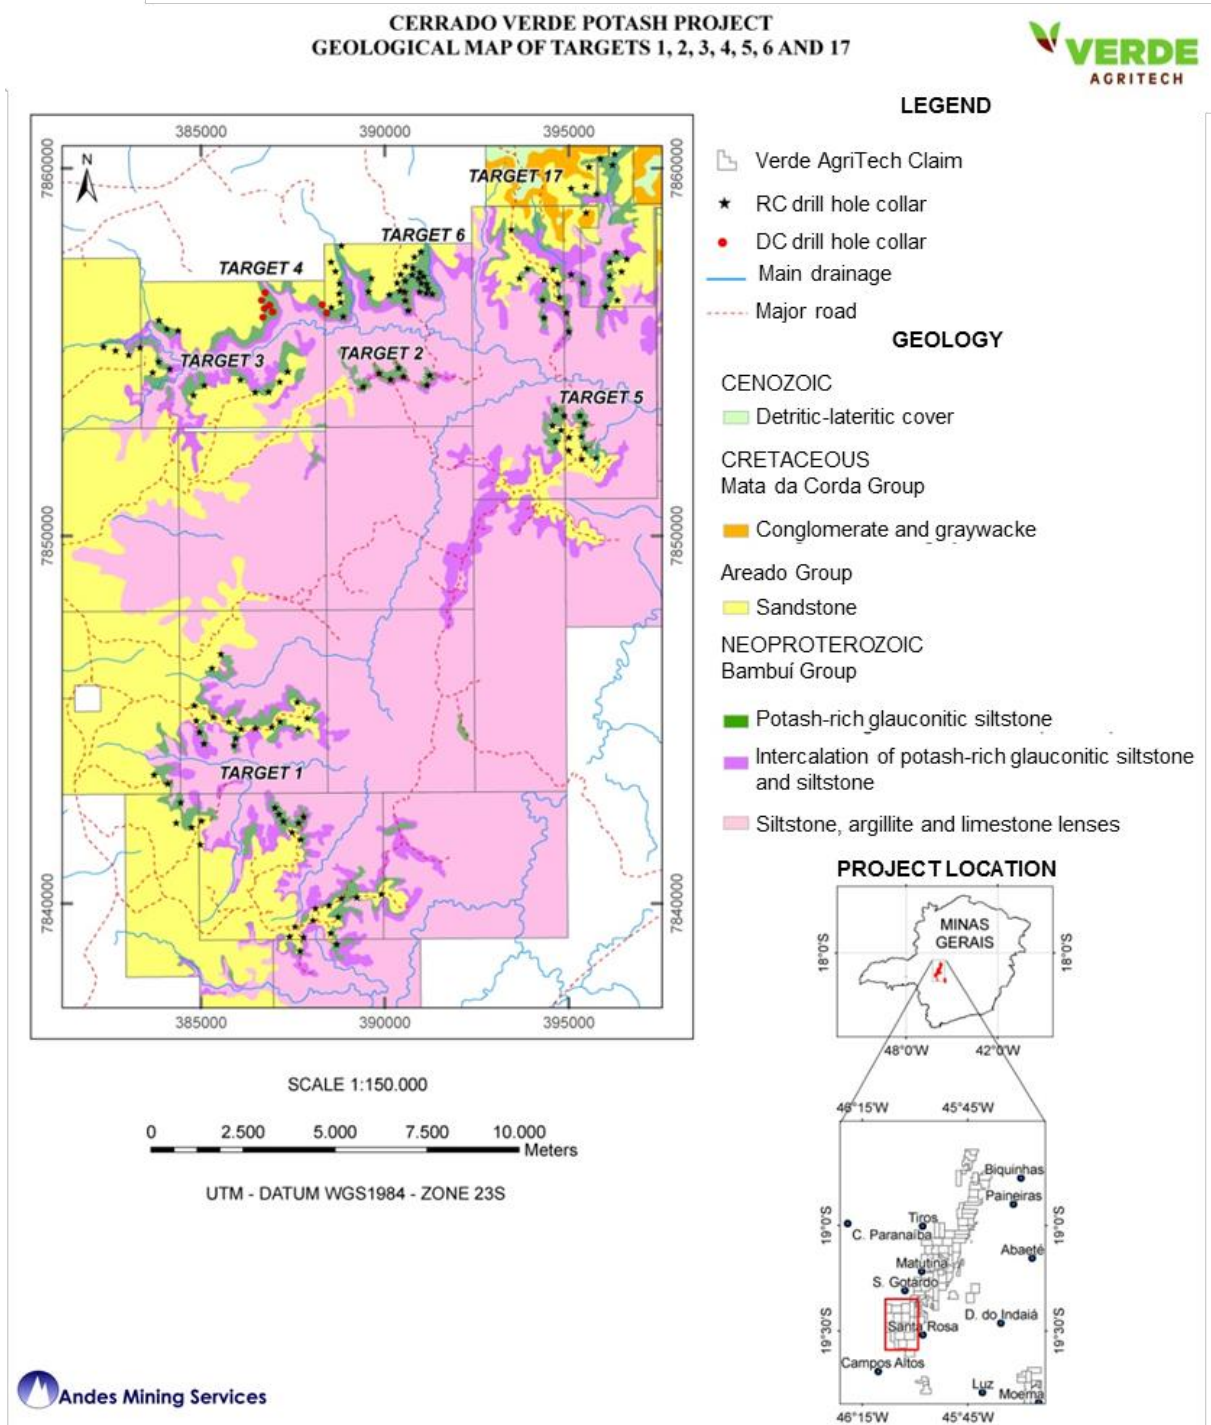 CERRADO VERDE POTASH PROJECT
GEOLOGICAL MAP OF TARGETS 1, 2, 3, 4, 5, 6 AND 17
VERDE
AGRITECH
385000
390000
395000
N
7860000
7860000
TARGET 17
TARGET 6
TARGET 4
TARGET 3
TARGET 2
TARGET 5
7850000
7850000
TARGET 1
7840000
7840000
385000
390000
395000
SCALE 1:150.000
0 2.500 5.000 7.500 10.000
Meters
UTM - DATUM WGS1984 - ZONE 23S
Andes Mining Services
LEGEND
Verde AgriTech Claim
RC drill hole collar
DC drill hole collar
Main drainage
Major road
GEOLOGY
CENOZOIC
Detritic-lateritic cover
CRETACEOUS
Mata da Corda Group
Conglomerate and graywacke
Areado Group
Sandstone
NEOPROTEROZOIC
Bambuí Group
Potash-rich glauconitic siltstone
Intercalation of potash-rich glauconitic siltstone
and siltstone
Siltstone, argillite and limestone lenses
PROJECT LOCATION
MINAS
GERAIS
18°0'S
18°0'S
48°0'W
42°0'W
46°15'W
45°45'W
Biquinhas
Paineiras
Tiros
C. Paranaíba
19°0'S
19°0'S
Abaeté
Matutina
S. Gotardo
D. do Indaiá
Santa Rosa
19°30'S
19°30'S
Campos Altos
Luz
Moema
46°15'W
45°45'W